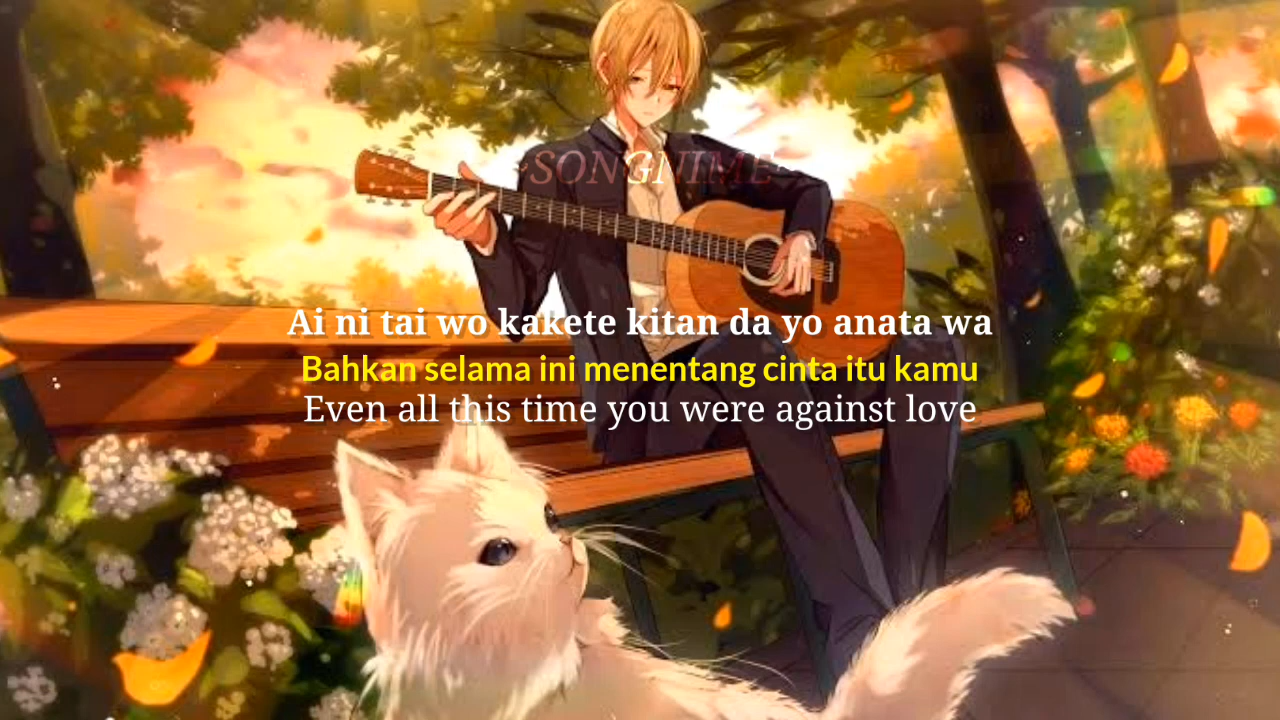 SONGNIME
Ai ni tai wo kakete kitan da yo anata wa
Bahkan selama ini menentang cinta itu kamu
Even all this time you were against love